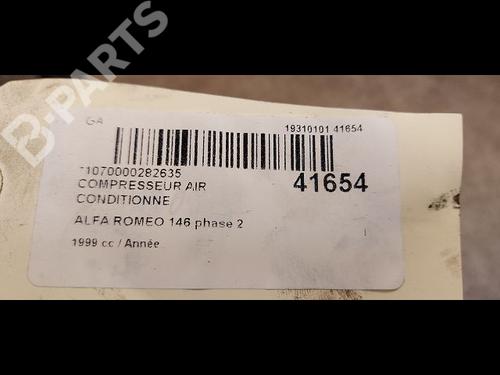 B-PARTS
GA
19310101 41654
*1070000282635
COMPRESSEUR AIR
CONDITIONNE
41654
ALFA ROMEO 146 phase 2
1999 cc / Année